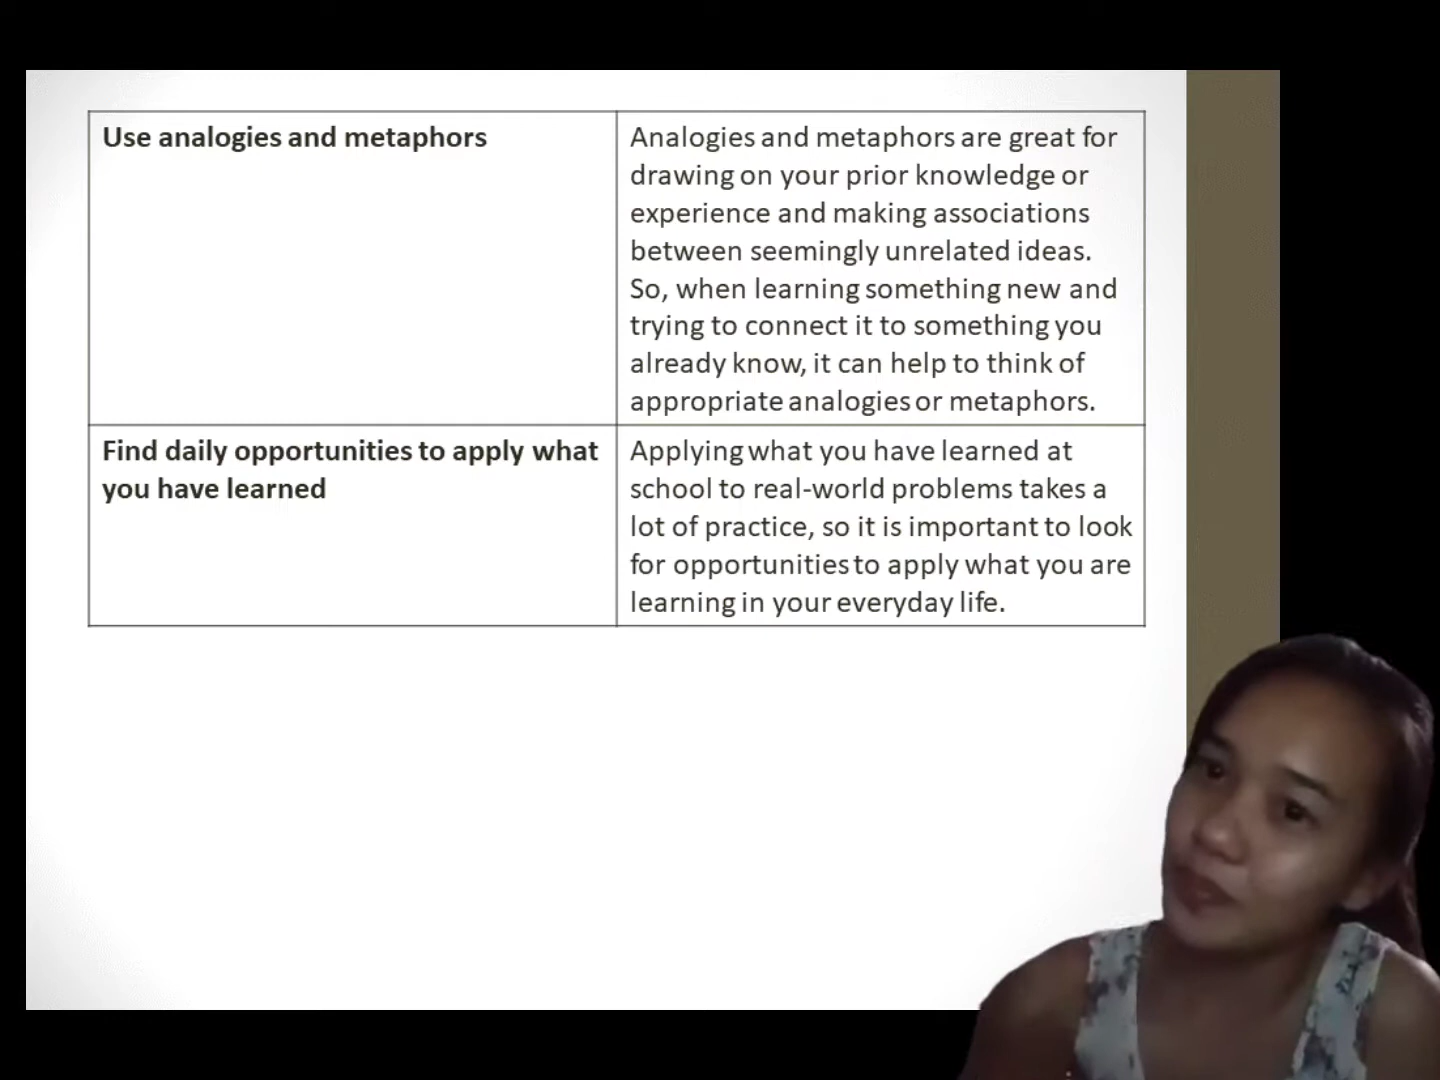 Use analogies and metaphors
Analogies and metaphors are great for
drawing on your prior knowledge or
experience and making associations
between seemingly unrelated ideas.
So, when learning something new and
trying to connect it to something you
already know, it can help to think of
appropriate analogies or metaphors.
Find daily opportunities to apply what
you have learned
Applying what you have learned at
school to real-world problems takes a
lot of practice, so it is important to look
for opportunities to apply what you are
learning in your everyday life.